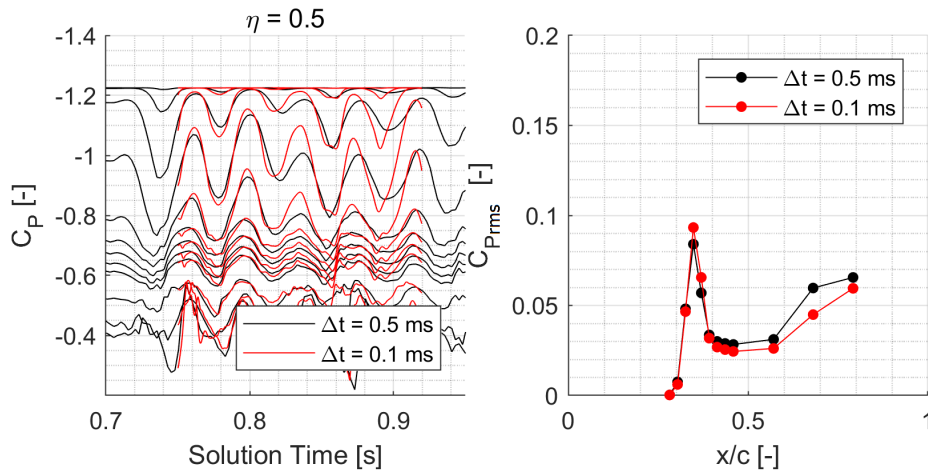 η = 0.5
-1.4
-1.2
-1
-0.8
-0.6
-0.4
C_P [-]
0.7
0.8
0.9
Solution Time [s]
Δt = 0.5 ms
Δt = 0.1 ms
0.2
0.15
0.1
0.05
0
C_Prms [-]
0
0.5
1
x/c [-]
Δt = 0.5 ms
Δt = 0.1 ms